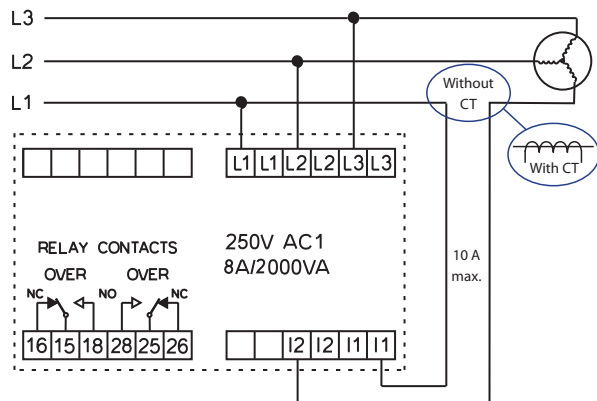 L3
L2
L1
Without
CT
With CT
L1 L1 L2 L2 L3 L3
RELAY CONTACTS
OVER OVER
NC NO NC
16 15 18 28 25 26
250V AC1
8A/2000VA
10 A
max.
I2 I2 I1 I1